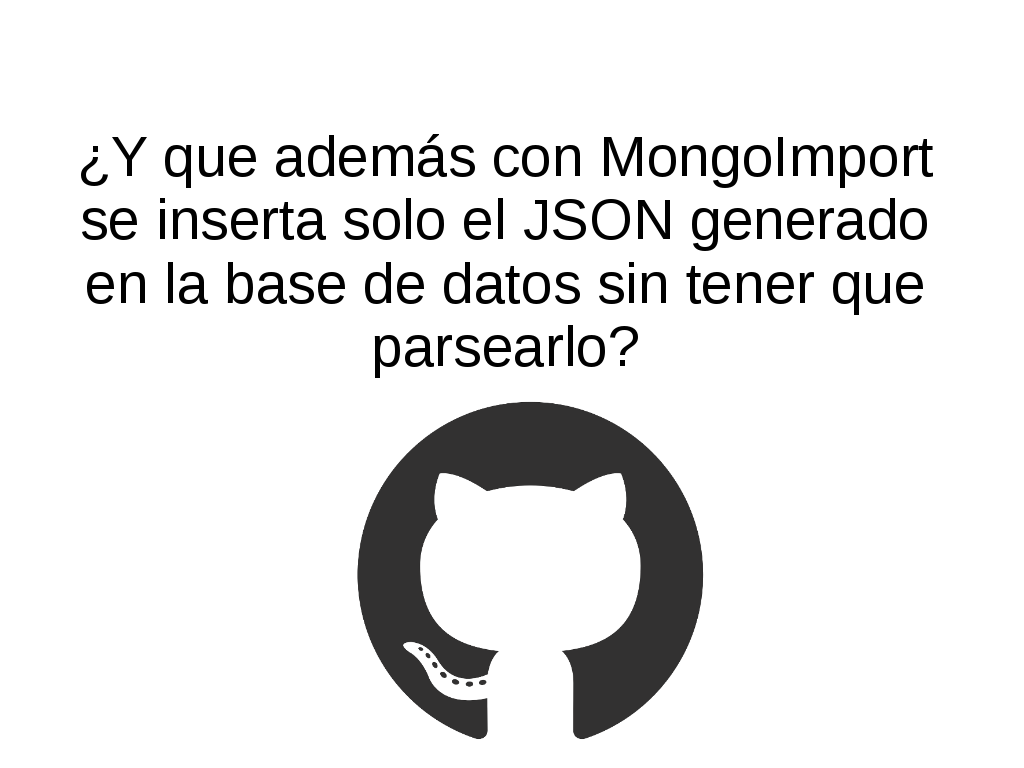 ¿Y que además con MongoImport
se inserta solo el JSON generado
en la base de datos sin tener que
parsearlo?